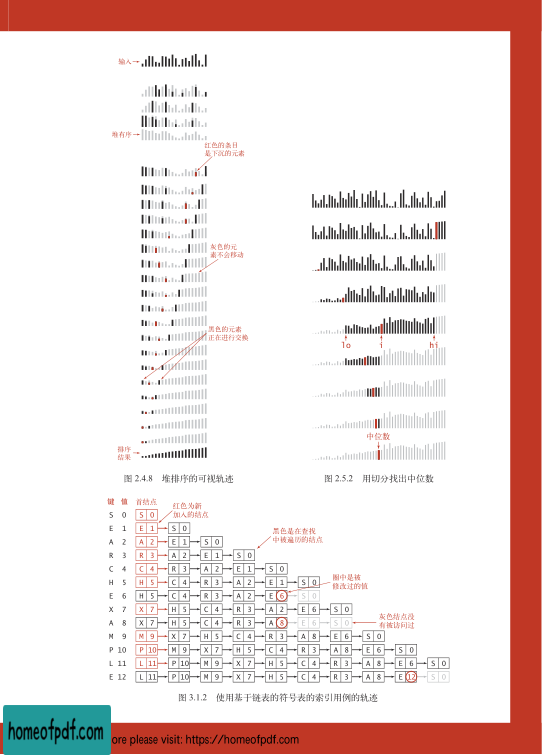 输入
堆有序
红色的条目
是下沉的元素
灰色的元
素不会移动
黑色的元素
正在进行交换
排序
结果
图 2.4.8 堆排序的可视轨迹
lo i hi
中位数
图 2.5.2 用切分找出中位数
键 值 首结点
红色为新
加入的结点
黑色是在查找
中被遍历的结点
圈中是被
修改过的值
灰色结点没
有被访问过
S 0 S 0
E 1 E 1 S 0
A 2 A 2 E 1 S 0
R 3 R 3 A 2 E 1 S 0
C 4 C 4 R 3 A 2 E 1 S 0
H 5 H 5 C 4 R 3 A 2 E 1 S 0
E 6 H 5 C 4 R 3 A 2 E 6 S 0
X 7 X 7 H 5 C 4 R 3 A 2 E 6 S 0
A 8 X 7 H 5 C 4 R 3 A 8 E 6 S 0
M 9 M 9 X 7 H 5 C 4 R 3 A 8 E 6 S 0
P 10 P 10 M 9 X 7 H 5 C 4 R 3 A 8 E 6 S 0
L 11 L 11 P 10 M 9 X 7 H 5 C 4 R 3 A 8 E 6 S 0
E 12 L 11 P 10 M 9 X 7 H 5 C 4 R 3 A 8 E 12 S 0
图 3.1.2 使用基于链表的符号表的索引用例的轨迹
homeofpdf.com
ore please visit: https://homeofpdf.com